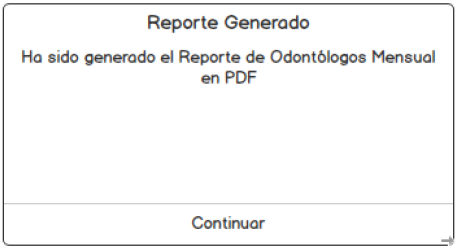 Reporte Generado
Ha sido generado el Reporte de Odontólogos Mensual
en PDF
Continuar